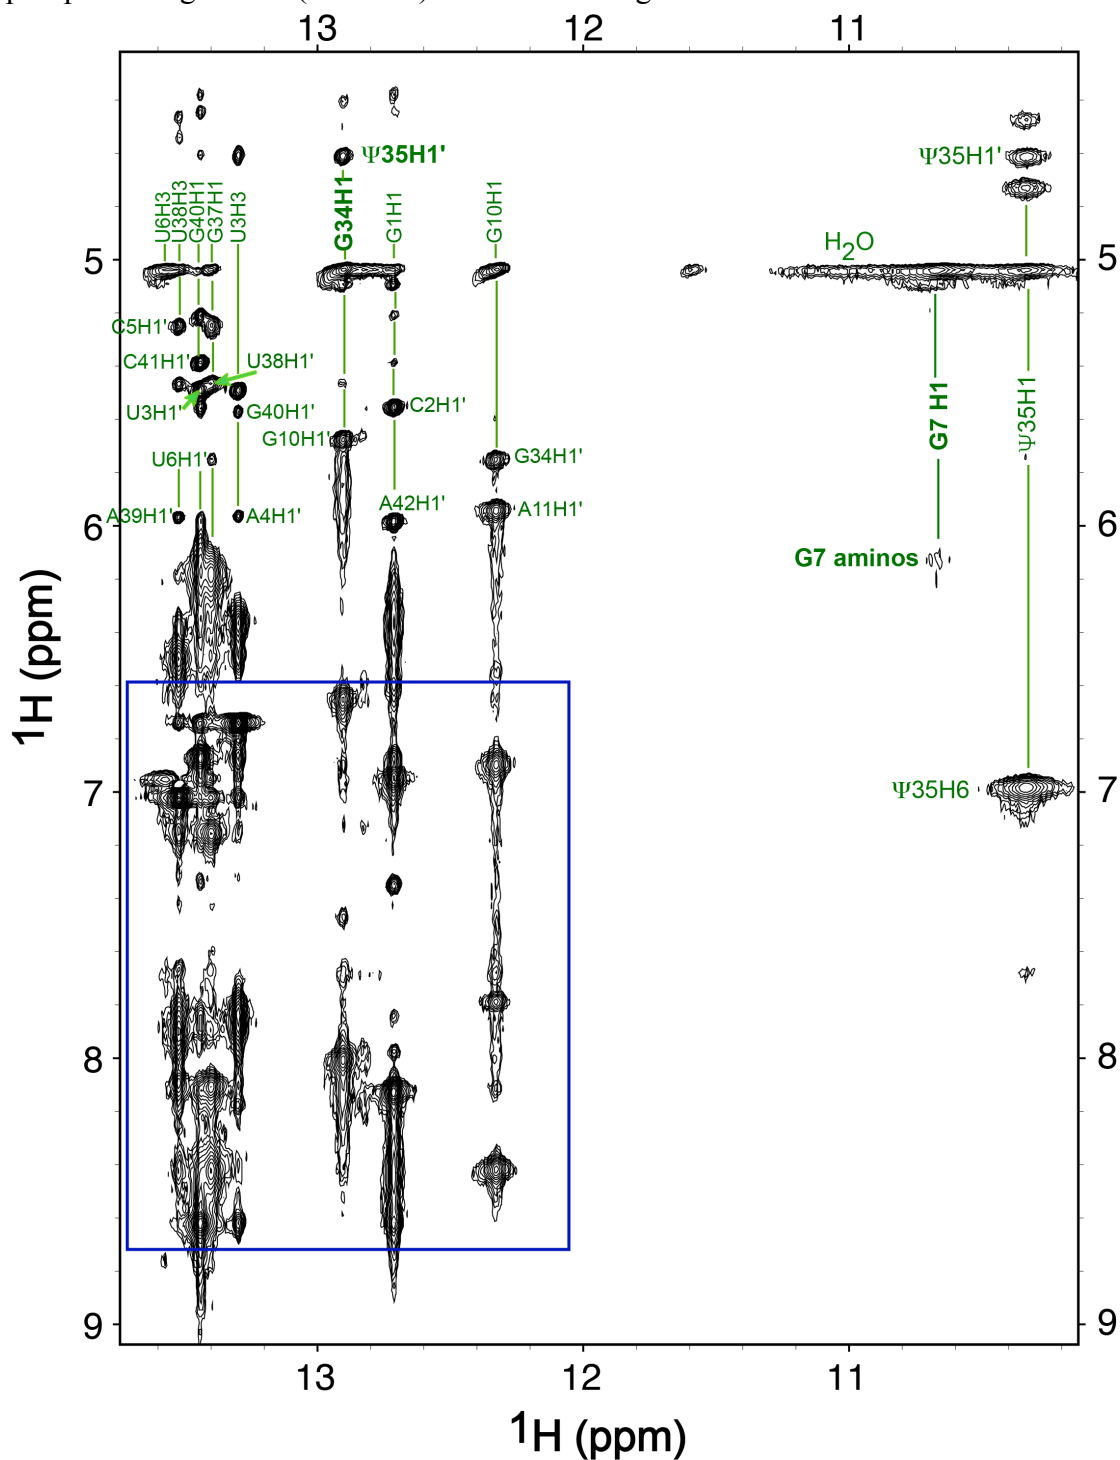 13 12 11
Ψ35H1'
Ψ35H1'
U6H3
U38H3
G40H1
G37H1
U3H3
G34H1
G1H1
G10H1
H2O
5 5
C5H1'
C41H1'
U38H1'
U3H1'
G40H1'
C2H1'
G10H1'
G7 H1
Ψ35H1
U6H1'
G34H1'
A39H1'
A4H1'
A42H1'
A11H1'
6 6
G7 aminos
1H (ppm)
7 7
Ψ35H6
8 8
9 9
13 12 11
1H (ppm)